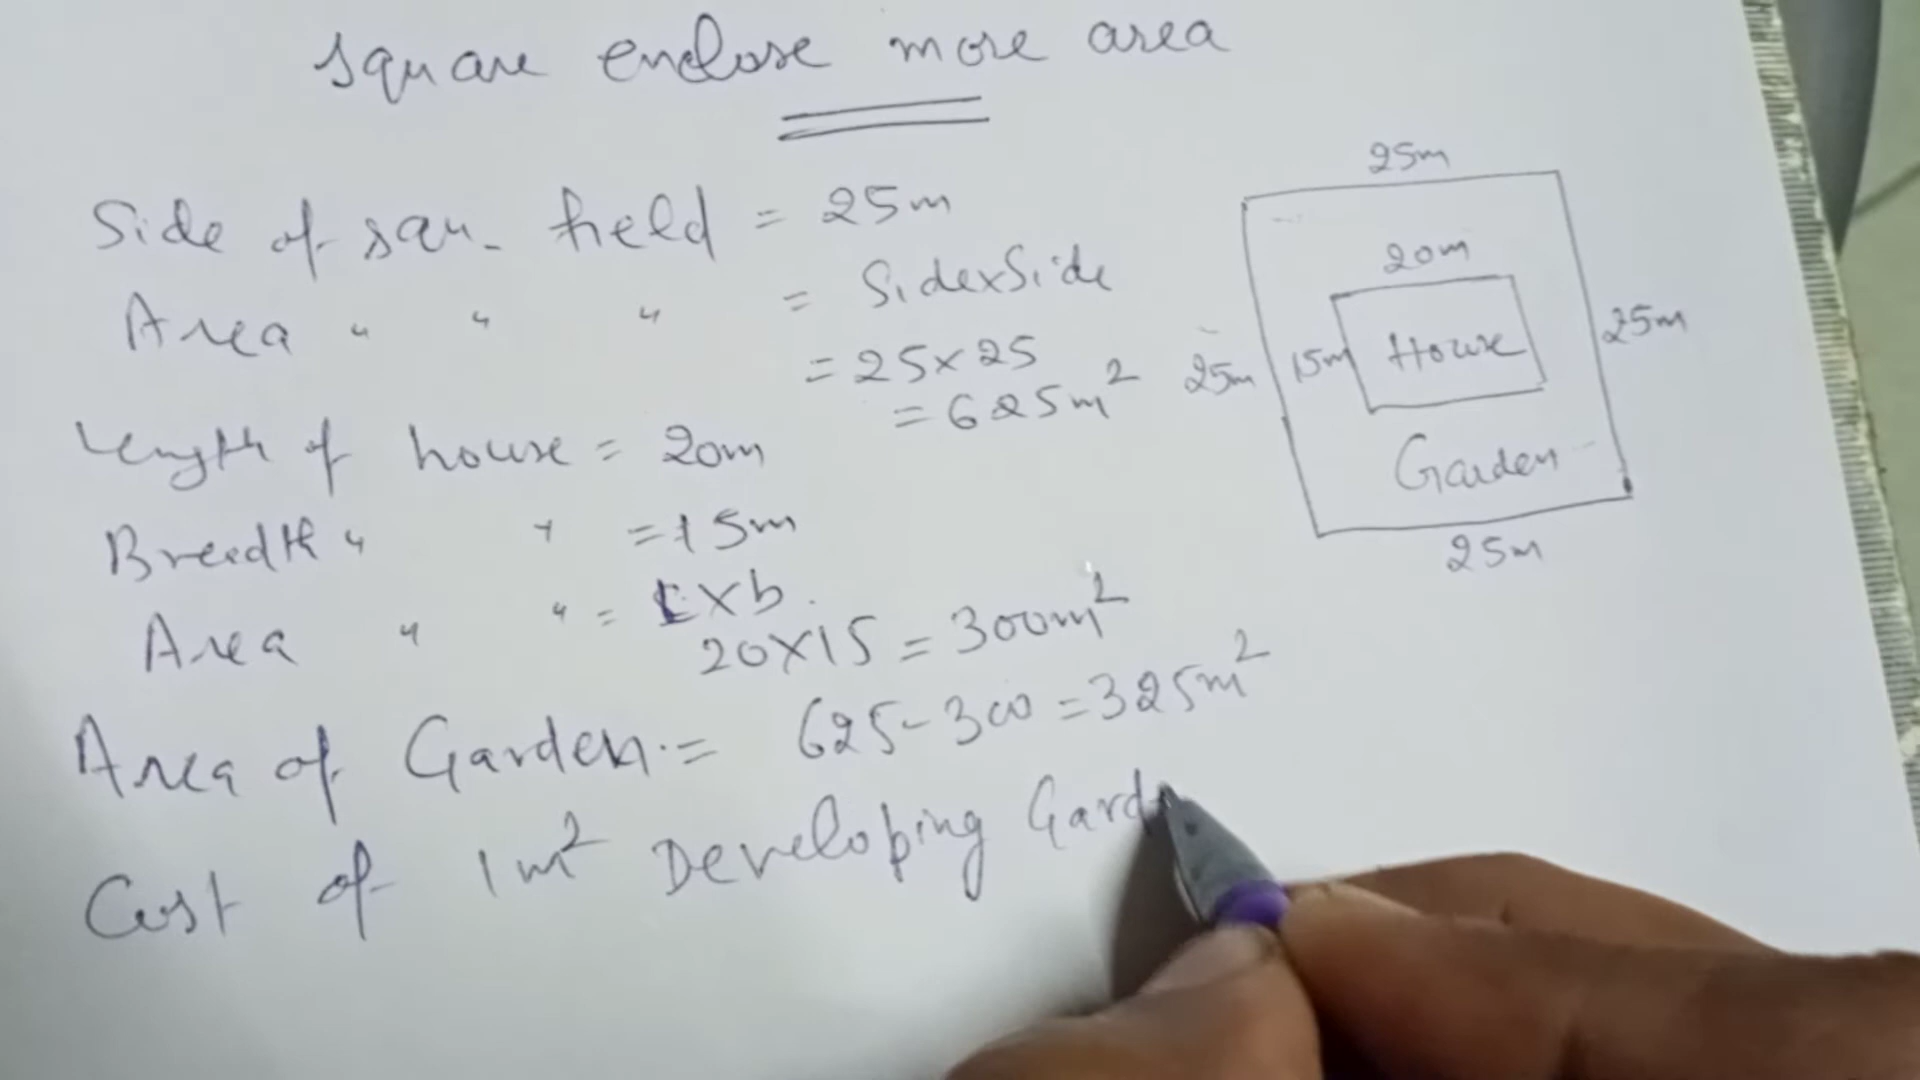 square enclose more area
Side of squ. field = 25m
Area " " " = Side×Side
= 25×25
= 625m²
Length of house = 20m
Breadth " " = 15m
Area " " = l×b.
20×15 = 300m²
Area of Garden. = 625-300 = 325m²
Cost of 1m² Developing Gard
25m
20m
25m
15m House
25m
Garden
25m